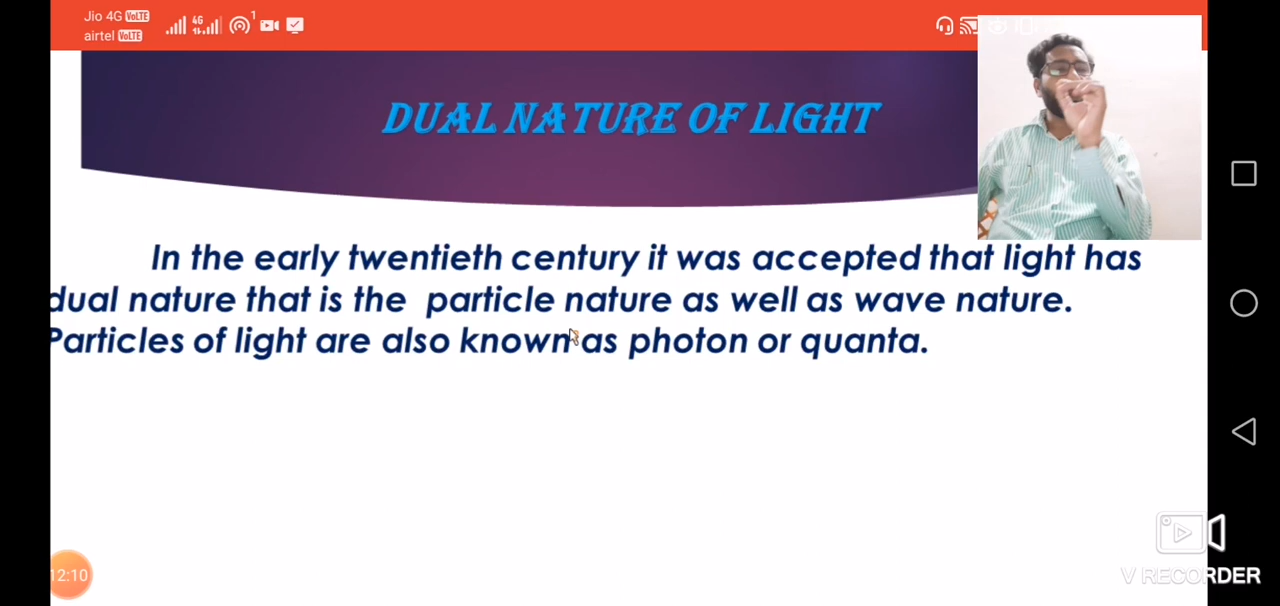 Jio 4G VoLTE
4G
1
airtel VoLTE
DUAL NATURE OF LIGHT
In the early twentieth century it was accepted that light has
dual nature that is the particle nature as well as wave nature.
Particles of light are also known as photon or quanta.
12:10
V RECORDER